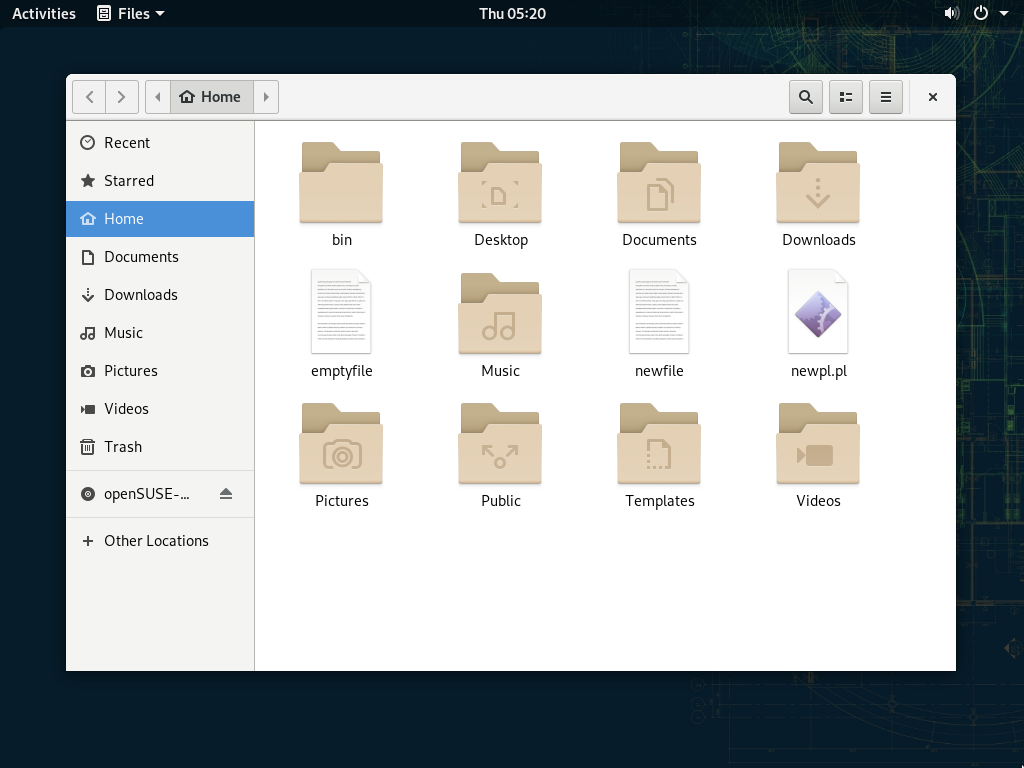 Activities Files Thu 05:20
Home
Recent
Starred
Home
Documents
Downloads
Music
Pictures
Videos
Trash
openSUSE-...
Other Locations
bin Desktop Documents Downloads
emptyfile Music newfile newpl.pl
Pictures Public Templates Videos